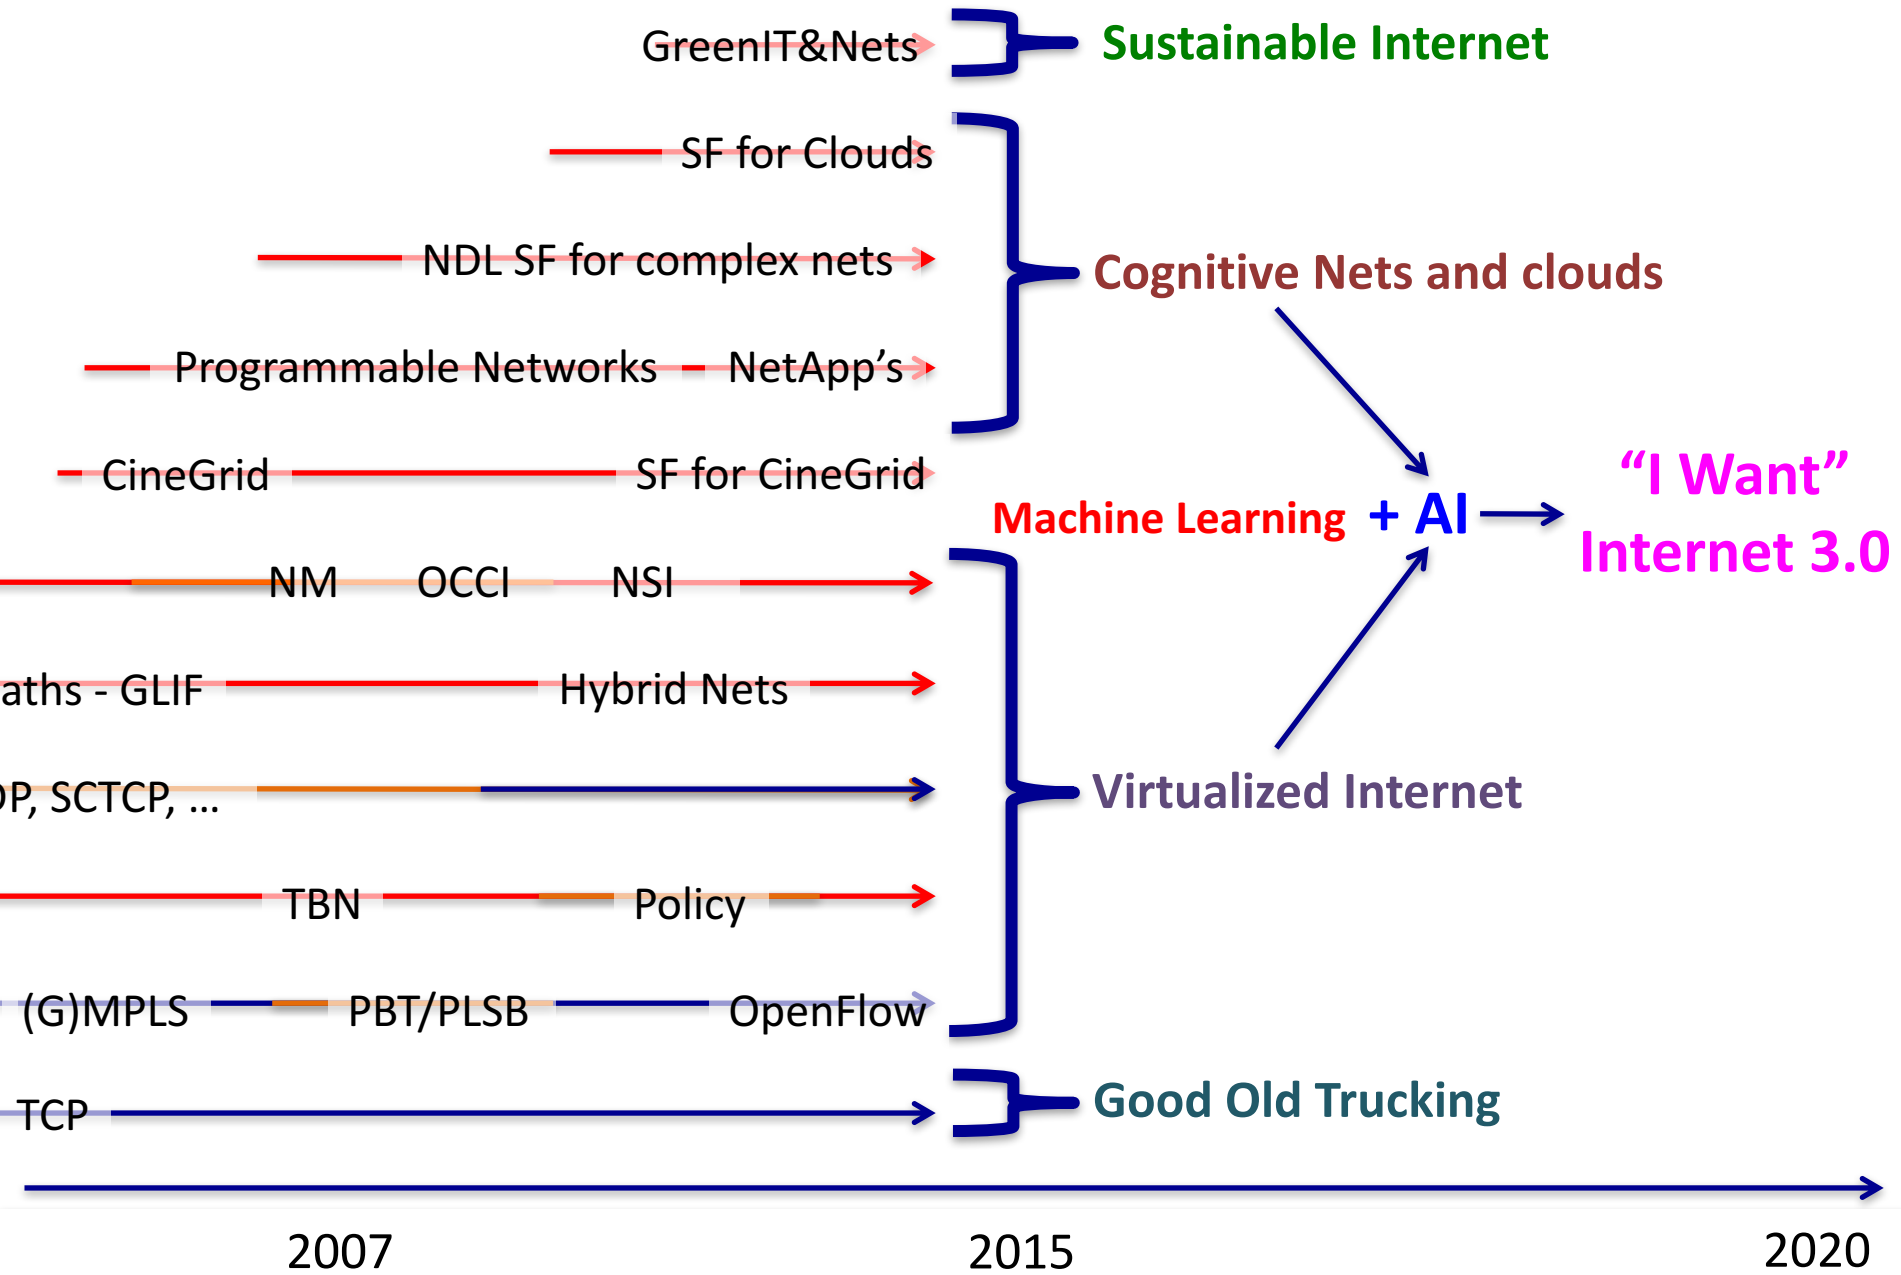 GreenIT&Nets
Sustainable Internet
SF for Clouds
NDL SF for complex nets
Cognitive Nets and clouds
Programmable Networks NetApp’s
CineGrid SF for CineGrid
“I Want”
Machine Learning + AI
Internet 3.0
NM OCCI NSI
aths - GLIF Hybrid Nets
P, SCTCP, ...
Virtualized Internet
TBN Policy
(G)MPLS PBT/PLSB OpenFlow
TCP
Good Old Trucking
2007 2015 2020